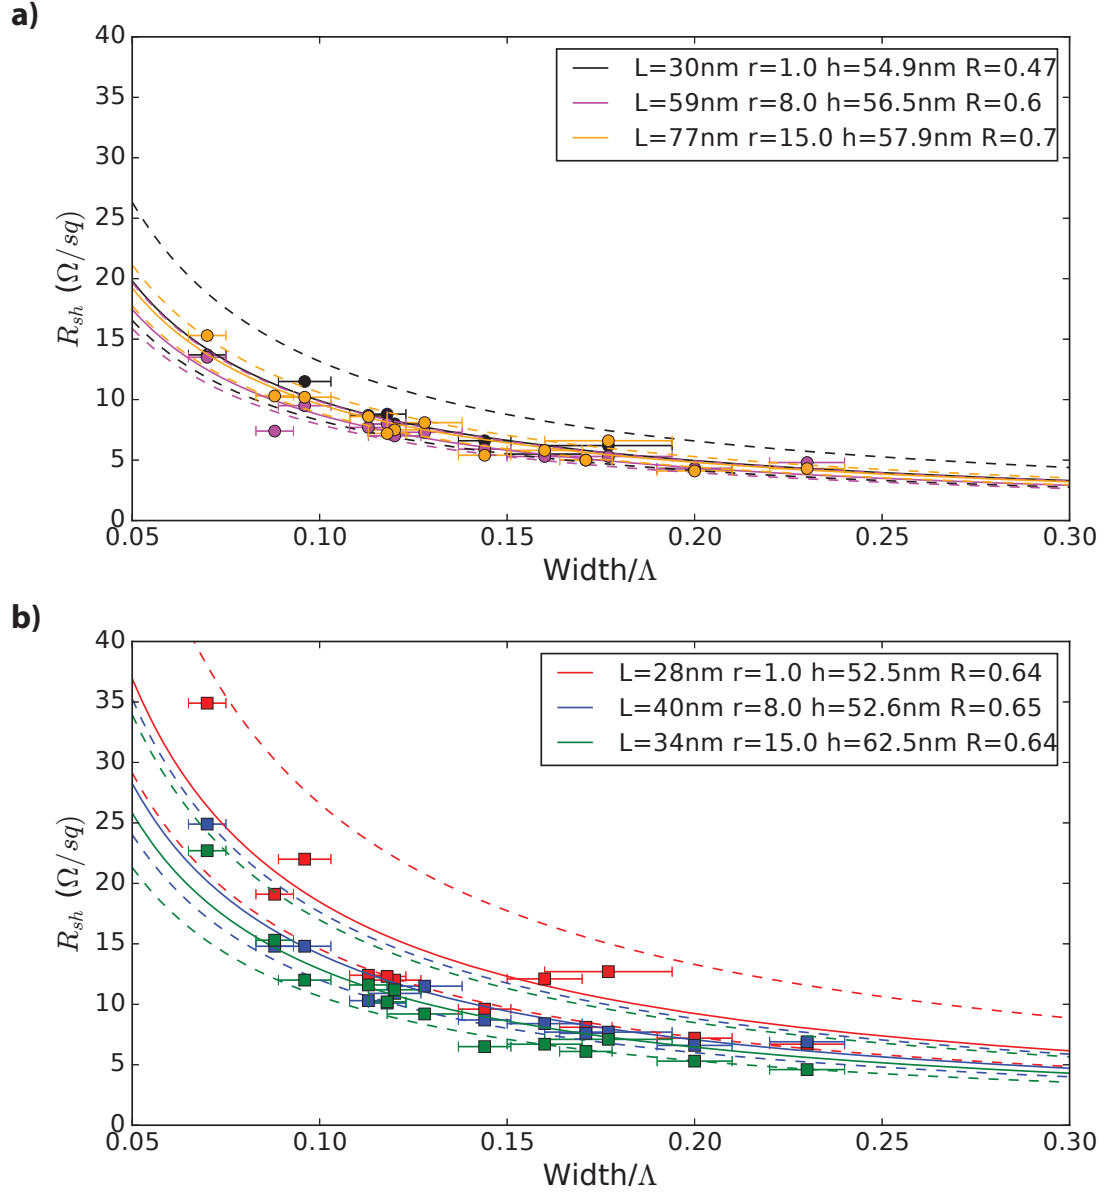 a)
40
35
30
25
20
15
10
5
0
R_sh (Ω/sq)
L=30nm r=1.0 h=54.9nm R=0.47
L=59nm r=8.0 h=56.5nm R=0.6
L=77nm r=15.0 h=57.9nm R=0.7
0.05 0.10 0.15 0.20 0.25 0.30
Width/Λ
b)
40
35
30
25
20
15
10
5
0
R_sh (Ω/sq)
L=28nm r=1.0 h=52.5nm R=0.64
L=40nm r=8.0 h=52.6nm R=0.65
L=34nm r=15.0 h=62.5nm R=0.64
0.05 0.10 0.15 0.20 0.25 0.30
Width/Λ